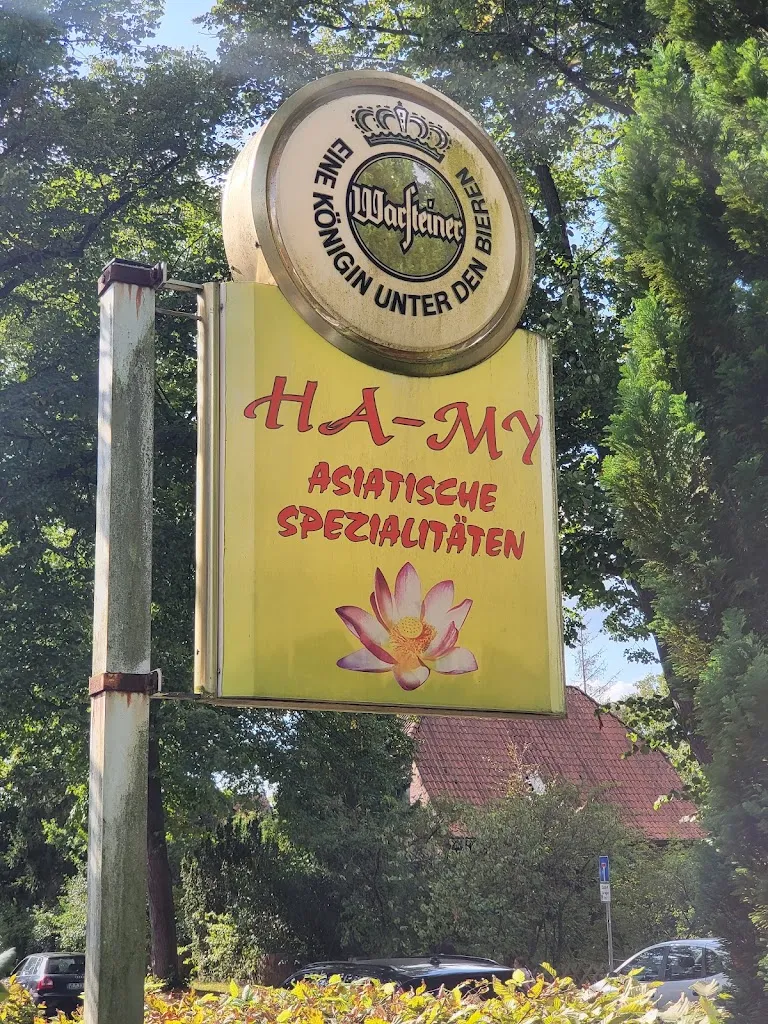 EINE KÖNIGIN UNTER DEN BIEREN
Warsteiner
HA-MY
ASIATISCHE
SPEZIALITÄTEN